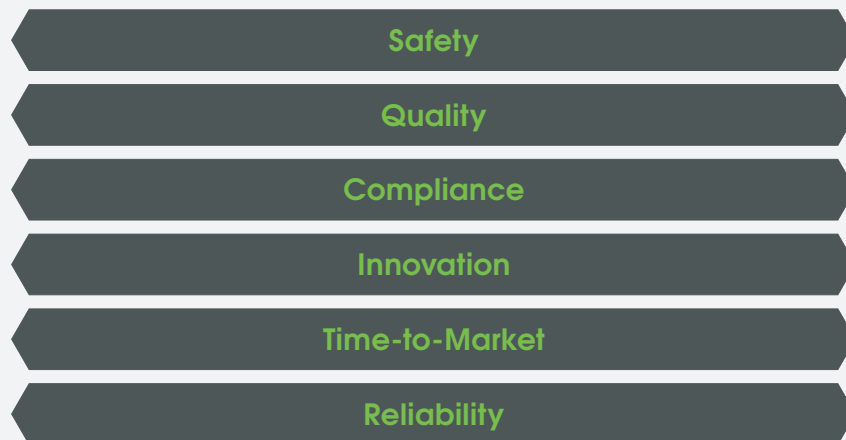 Safety
Quality
Compliance
Innovation
Time-to-Market
Reliability